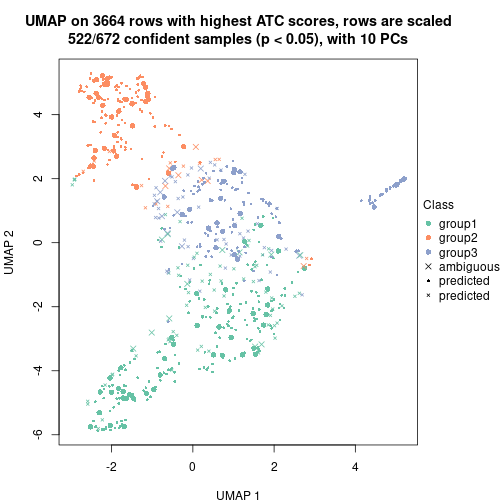 UMAP on 3664 rows with highest ATC scores, rows are scaled
522/672 confident samples (p < 0.05), with 10 PCs
4
2
0
-2
-4
-6
UMAP 2
-2
0
2
4
UMAP 1
Class
group1
group2
group3
ambiguous
predicted
predicted